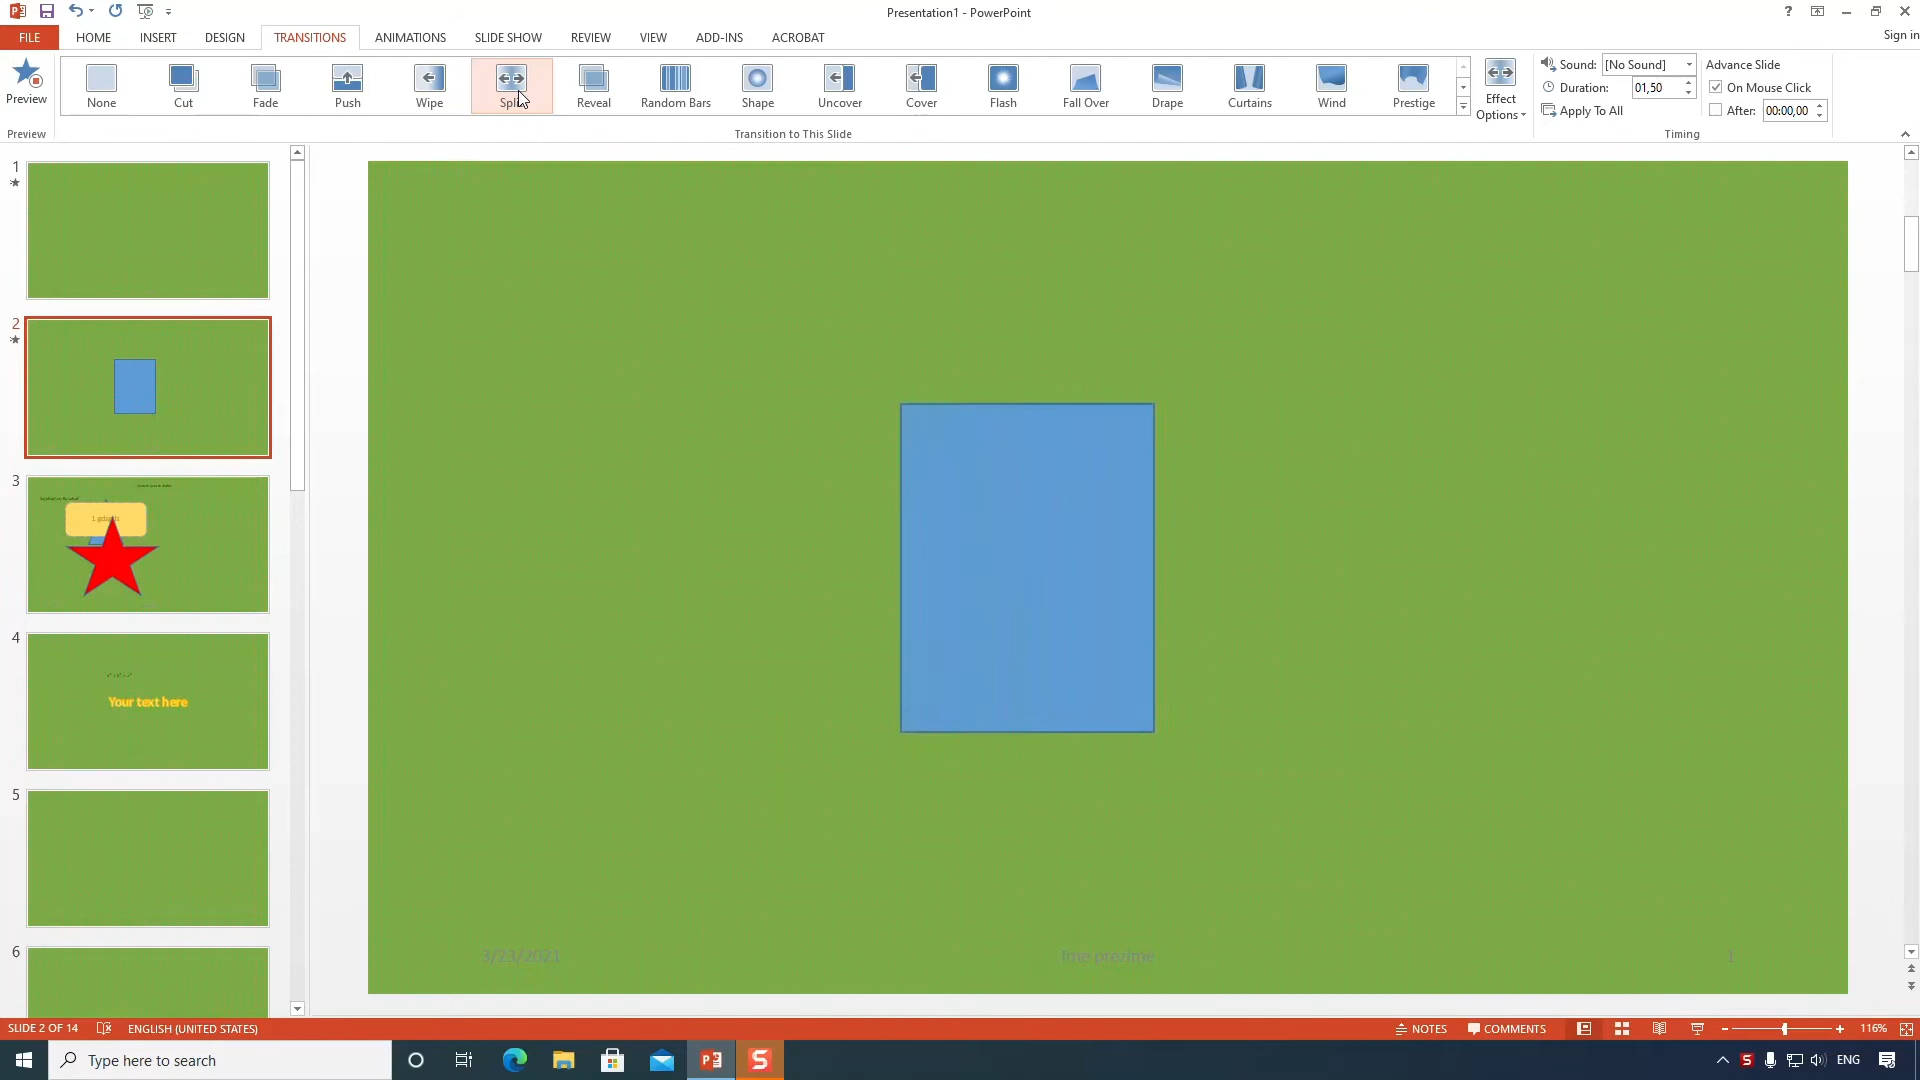 Presentation1 - PowerPoint
?
FILE HOME INSERT DESIGN TRANSITIONS ANIMATIONS SLIDE SHOW REVIEW VIEW ADD-INS ACROBAT
Sign in
Preview
None Cut Fade Push Wipe Split Reveal Random Bars Shape Uncover Cover Flash Fall Over Drape Curtains Wind Prestige
Effect
Options
Sound: [No Sound]
Duration: 01,50
Apply To All
Advance Slide
On Mouse Click
After: 00:00,00
Preview
Transition to This Slide
Timing
1
2
3
4
Your text here
5
6
3/23/2021
Ime prezime
1
SLIDE 2 OF 14
ENGLISH (UNITED STATES)
NOTES
COMMENTS
116%
Type here to search
ENG